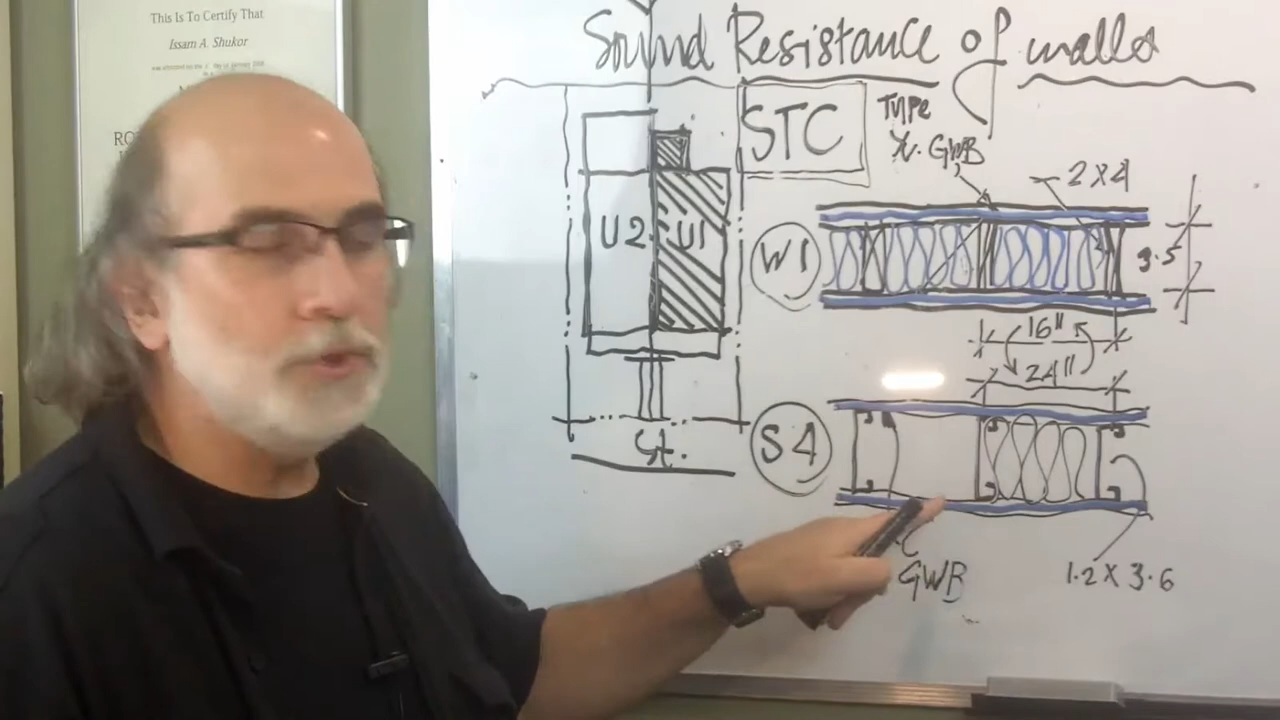 This Is To Certify That
Issam A. Shukor
Sound Resistance of walls
STC
Type
X. GWB
2x4
U2
U1
W1
3.5
16"
24"
S4
GWB
1.2 x 3.6